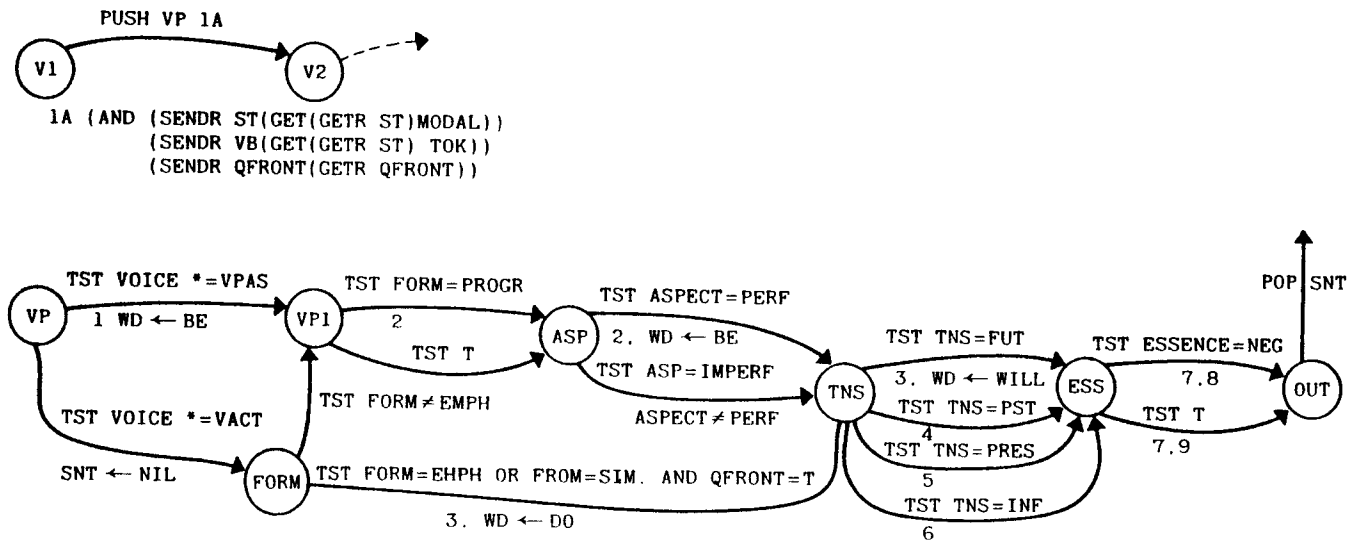 PUSH VP 1A
V1
V2
1A (AND (SENDR ST(GET(GETR ST)MODAL))
(SENDR VB(GET(GETR ST) TOK))
(SENDR QFRONT(GETR QFRONT))
POP SNT
TST VOICE *=VPAS
TST FORM=PROGR
TST ASPECT=PERF
VP
1 WD ← BE
VP1
2
ASP
2. WD ← BE
TST TNS=FUT
TST ESSENCE=NEG
TST T
TST ASP=IMPERF
TNS
3. WD ← WILL
ESS
7.8
OUT
TST FORM≠EMPH
ASPECT≠PERF
TST TNS=PST
TST T
TST VOICE *=VACT
4
7.9
TST TNS=PRES
SNT ← NIL
FORM
TST FORM=EHPH OR FROM=SIM. AND QFRONT=T
5
TST TNS=INF
3. WD ← DO
6